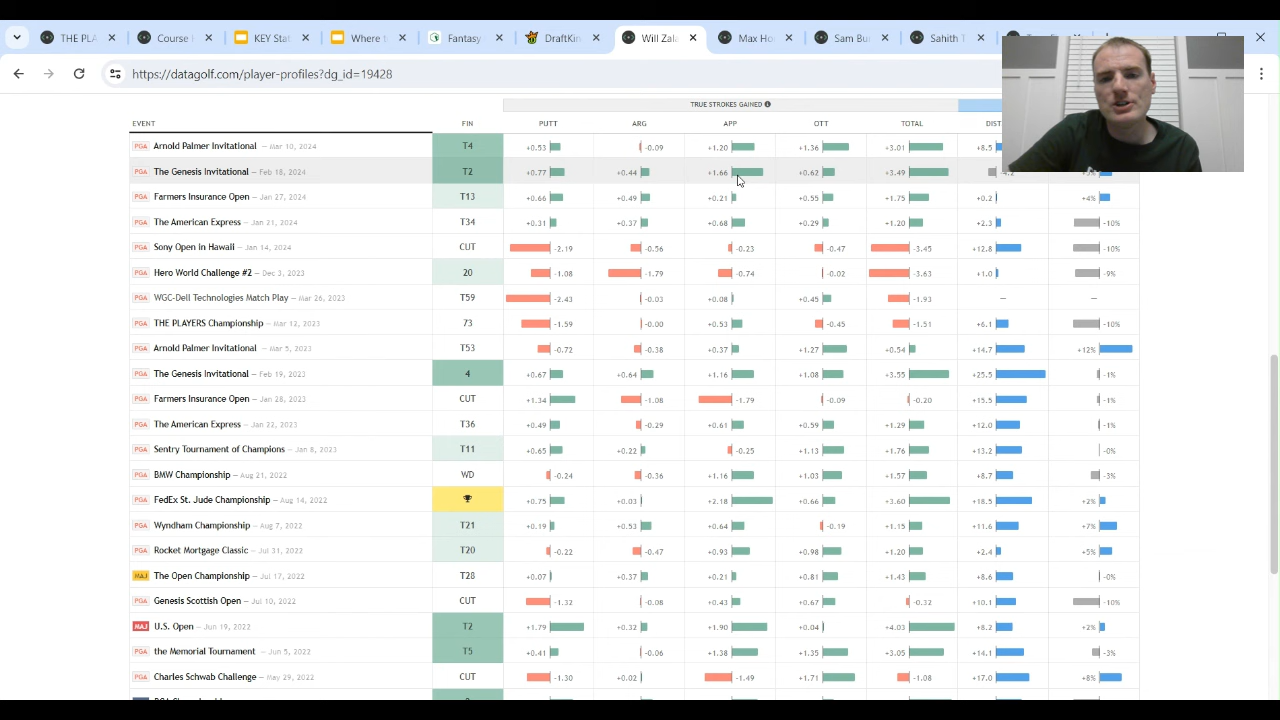 THE PLA
Course
KEY Stat
Where t
Fantasy
DraftKin
Will Zala
Max Ho
Sam Bu
Sahith T
https://datagolf.com/player-profiles?dg_id=19428
TRUE STROKES GAINED
EVENT FIN PUTT ARG APP OTT TOTAL DIST
PGA Arnold Palmer Invitational — Mar 10, 2024 T4 +0.53 -0.09 +1.20 +1.36 +3.01 +8.5
PGA The Genesis Invitational — Feb 18, 2024 T2 +0.77 +0.44 +1.66 +0.62 +3.49
PGA Farmers Insurance Open — Jan 27, 2024 T13 +0.66 +0.49 +0.21 +0.55 +1.75 +0.2 +4%
PGA The American Express — Jan 21, 2024 T34 +0.31 +0.37 +0.68 +0.29 +1.20 +2.3 -10%
PGA Sony Open in Hawaii — Jan 14, 2024 CUT -2.19 -0.56 -0.23 -0.47 -3.45 +12.8 -10%
PGA Hero World Challenge #2 — Dec 3, 2023 20 -1.08 -1.79 -0.74 -0.02 -3.63 +1.0 -9%
PGA WGC-Dell Technologies Match Play — Mar 26, 2023 T59 -2.43 -0.03 +0.08 +0.45 -1.93 — —
PGA THE PLAYERS Championship — Mar 12, 2023 73 -1.59 -0.00 +0.53 -0.45 -1.51 +6.1 -10%
PGA Arnold Palmer Invitational — Mar 5, 2023 T53 -0.72 -0.38 +0.37 +1.27 +0.54 +14.7 +12%
PGA The Genesis Invitational — Feb 19, 2023 4 +0.67 +0.64 +1.16 +1.08 +3.55 +25.5 -1%
PGA Farmers Insurance Open — Jan 28, 2023 CUT +1.34 -1.08 -1.79 -0.09 -0.20 +15.5 -1%
PGA The American Express — Jan 22, 2023 T36 +0.49 -0.29 +0.61 +0.59 +1.29 +12.0 -1%
PGA Sentry Tournament of Champions — Jan 8, 2023 T11 +0.65 +0.22 -0.25 +1.13 +1.76 +13.2 -0%
PGA BMW Championship — Aug 21, 2022 WD -0.24 -0.36 +1.16 +1.03 +1.57 +8.7 -3%
PGA FedEx St. Jude Championship — Aug 14, 2022 +0.75 +0.03 +2.18 +0.66 +3.60 +18.5 +2%
PGA Wyndham Championship — Aug 7, 2022 T21 +0.19 +0.53 +0.64 -0.19 +1.15 +11.6 +7%
PGA Rocket Mortgage Classic — Jul 31, 2022 T20 -0.22 -0.47 +0.93 +0.98 +1.20 +2.4 +5%
MAJ The Open Championship — Jul 17, 2022 T28 +0.07 +0.37 +0.21 +0.81 +1.43 +8.6 -0%
PGA Genesis Scottish Open — Jul 10, 2022 CUT -1.32 -0.08 +0.43 +0.67 -0.32 +10.1 -10%
MAJ U.S. Open — Jun 19, 2022 T2 +1.79 +0.32 +1.90 +0.04 +4.03 +8.2 +2%
PGA the Memorial Tournament — Jun 5, 2022 T5 +0.41 -0.06 +1.38 +1.35 +3.05 +14.1 -3%
PGA Charles Schwab Challenge — May 29, 2022 CUT -1.30 +0.02 -1.49 +1.71 -1.08 +17.0 +8%